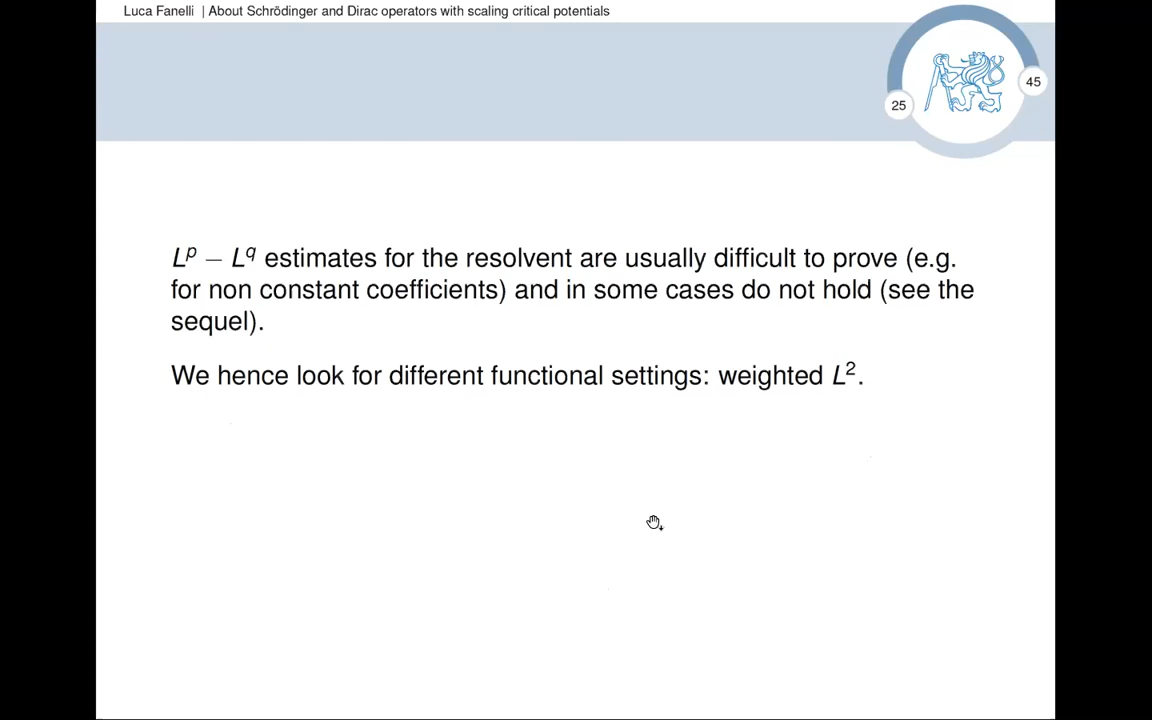 Luca Fanelli | About Schrödinger and Dirac operators with scaling critical potentials
45
25
L^p − L^q estimates for the resolvent are usually difficult to prove (e.g.
for non constant coefficients) and in some cases do not hold (see the
sequel).
We hence look for different functional settings: weighted L².